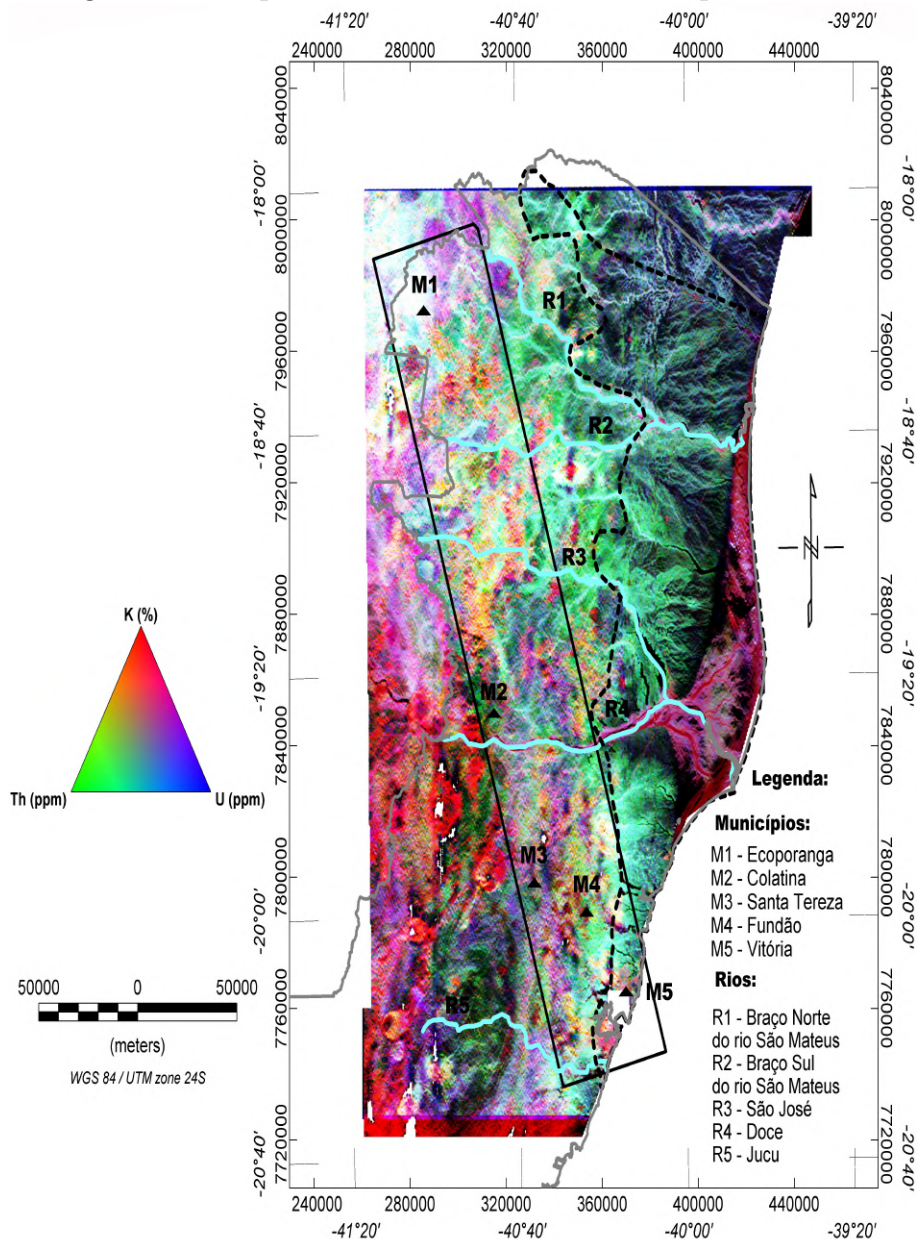 -41°20' -40°40' -40°00' -39°20'
240000 280000 320000 360000 400000 440000
8040000 8040000
-18°00' -18°00'
8000000 8000000
M1
R1
7960000 7960000
R2
-18°40' -18°40'
7920000 7920000
N
R3
7880000 7880000
K (%)
-19°20' -19°20'
M2
R4
7840000 7840000
Th (ppm) U (ppm)
Legenda:
Municípios:
M1 - Ecoporanga
M2 - Colatina
M3 - Santa Tereza
M4 - Fundão
M5 - Vitória
M3
M4
7800000 7800000
-20°00' -20°00'
50000 0 50000
(meters)
WGS 84 / UTM zone 24S
M5
R5
7760000 7760000
Rios:
R1 - Braço Norte
do rio São Mateus
R2 - Braço Sul
do rio São Mateus
R3 - São José
R4 - Doce
R5 - Jucu
7720000 7720000
-20°40' -20°40'
240000 280000 320000 360000 400000 440000
-41°20' -40°40' -40°00' -39°20'